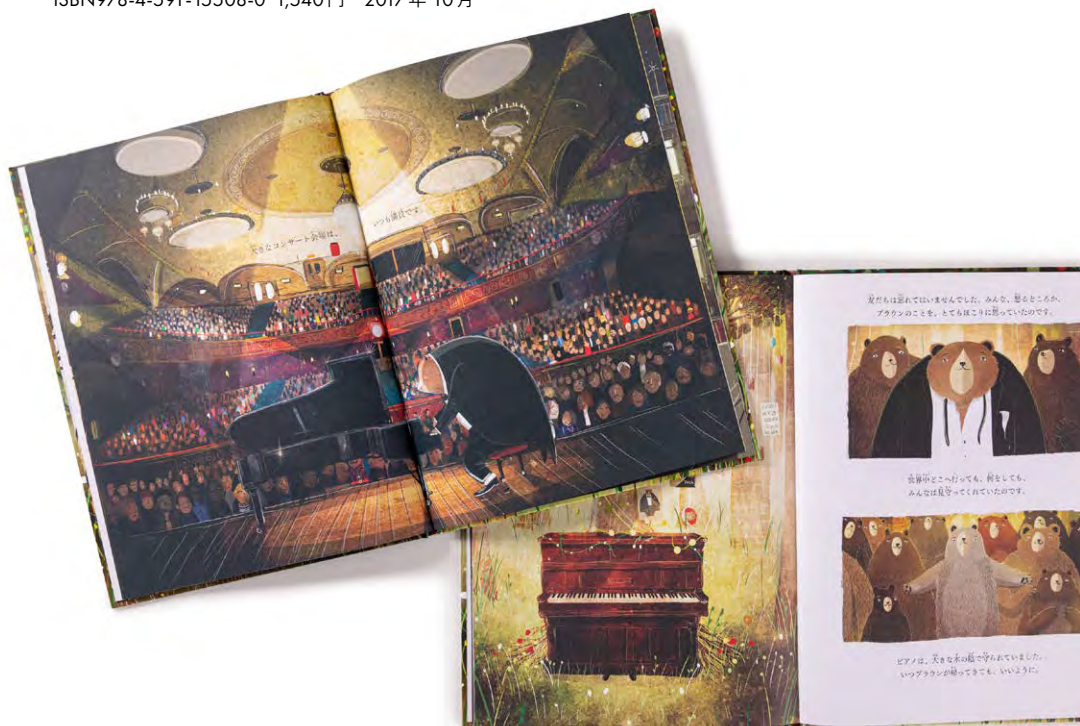 ISBN978-4-591-15508-0 1,540円 2017年10月
大きなコンサート会場は、
いつも満員です。
友だちは忘れてはいませんでした。みんな、怒るどころか、
ブラウンのことを、とてもほこりに思っていたのです。
世界中どこへ行っても、何をしても、
みんなは見守ってくれていたのです。
ピアノは、大きな木の陰で守られていました。
いつブラウンが帰ってきても、いいように。